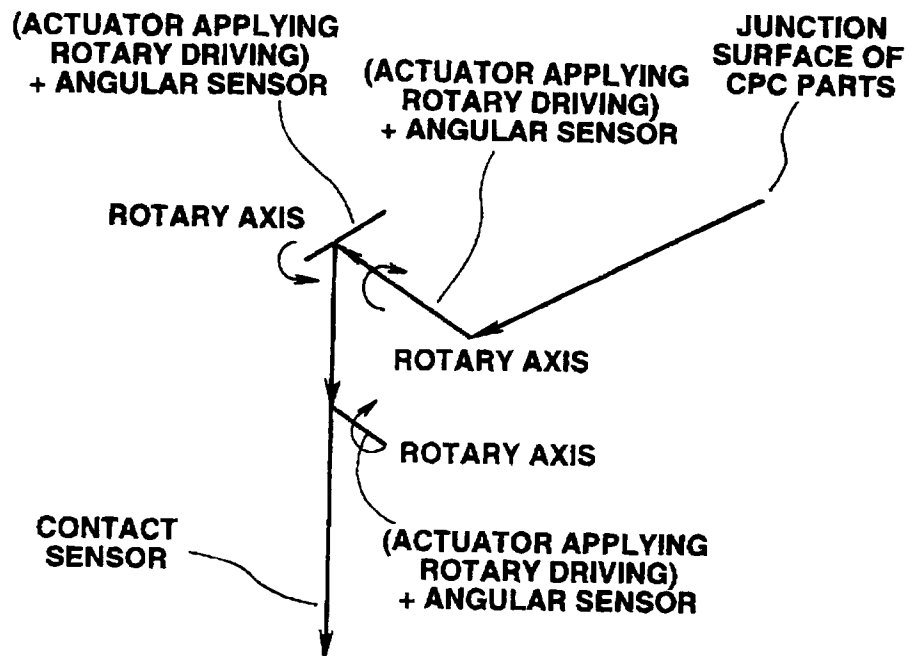 (ACTUATOR APPLYING
ROTARY DRIVING)
+ ANGULAR SENSOR
(ACTUATOR APPLYING
ROTARY DRIVING)
+ ANGULAR SENSOR
JUNCTION
SURFACE OF
CPC PARTS
ROTARY AXIS
ROTARY AXIS
ROTARY AXIS
CONTACT
SENSOR
(ACTUATOR APPLYING
ROTARY DRIVING)
+ ANGULAR SENSOR